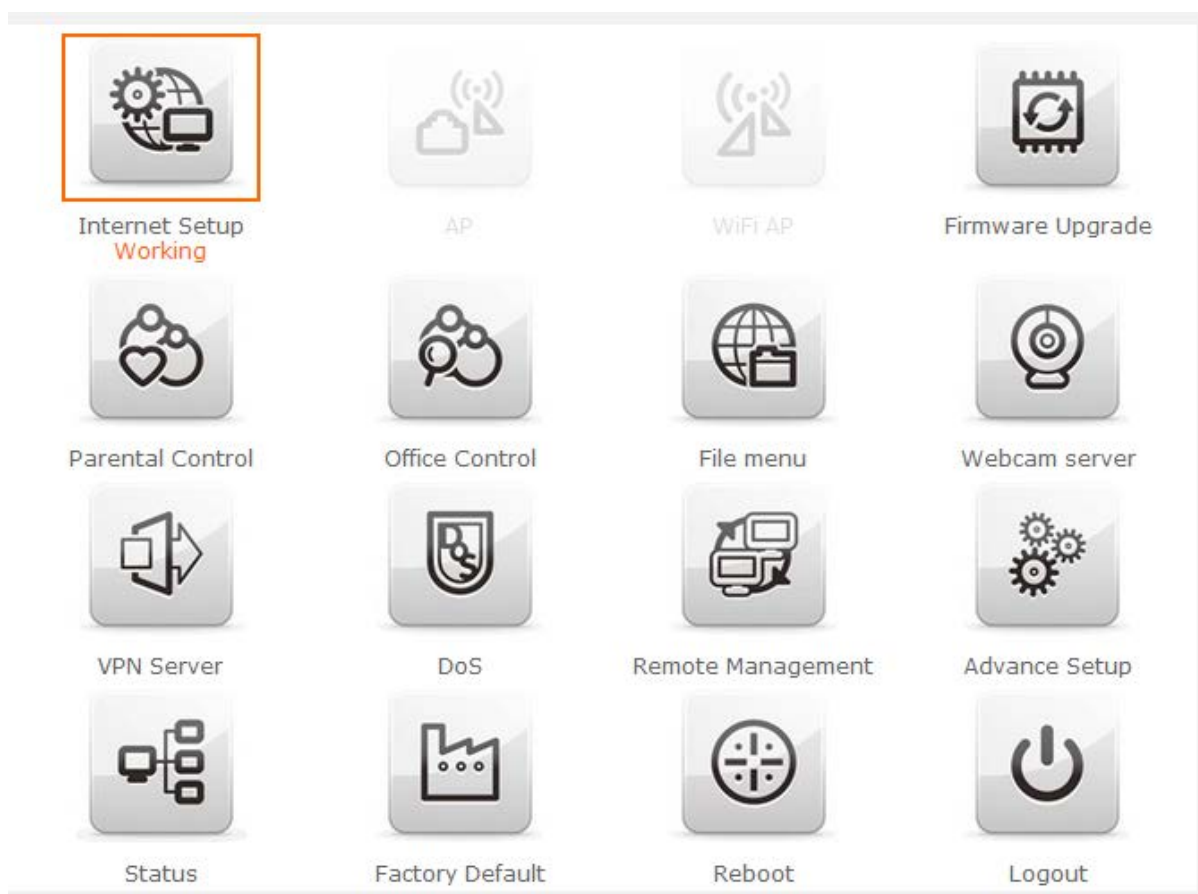 Internet Setup
Working
AP
WiFi AP
Firmware Upgrade
Parental Control
Office Control
File menu
Webcam server
VPN Server
DoS
DoS
Remote Management
Advance Setup
Status
Factory Default
Reboot
Logout